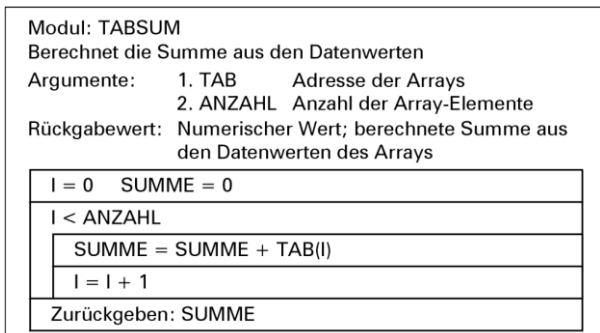 Modul: TABSUM
Berechnet die Summe aus den Datenwerten
Argumente: 1. TAB Adresse der Arrays
2. ANZAHL Anzahl der Array-Elemente
Rückgabewert: Numerischer Wert; berechnete Summe aus
den Datenwerten des Arrays
I = 0 SUMME = 0
I < ANZAHL
SUMME = SUMME + TAB(I)
I = I + 1
Zurückgeben: SUMME